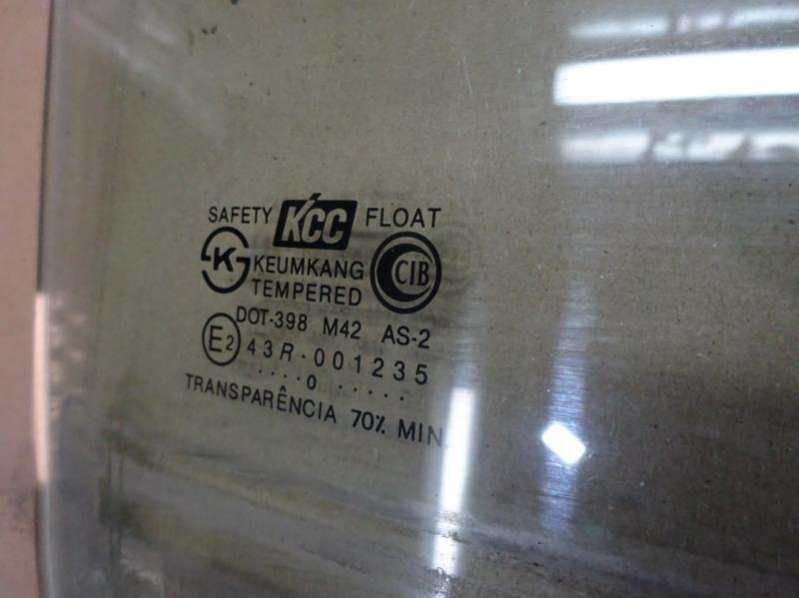 SAFETY KCC FLOAT
K KEUMKANG CIB
TEMPERED
DOT-398 M42 AS-2
E2 43R·001235
....0.....
TRANSPARÊNCIA 70% MIN.